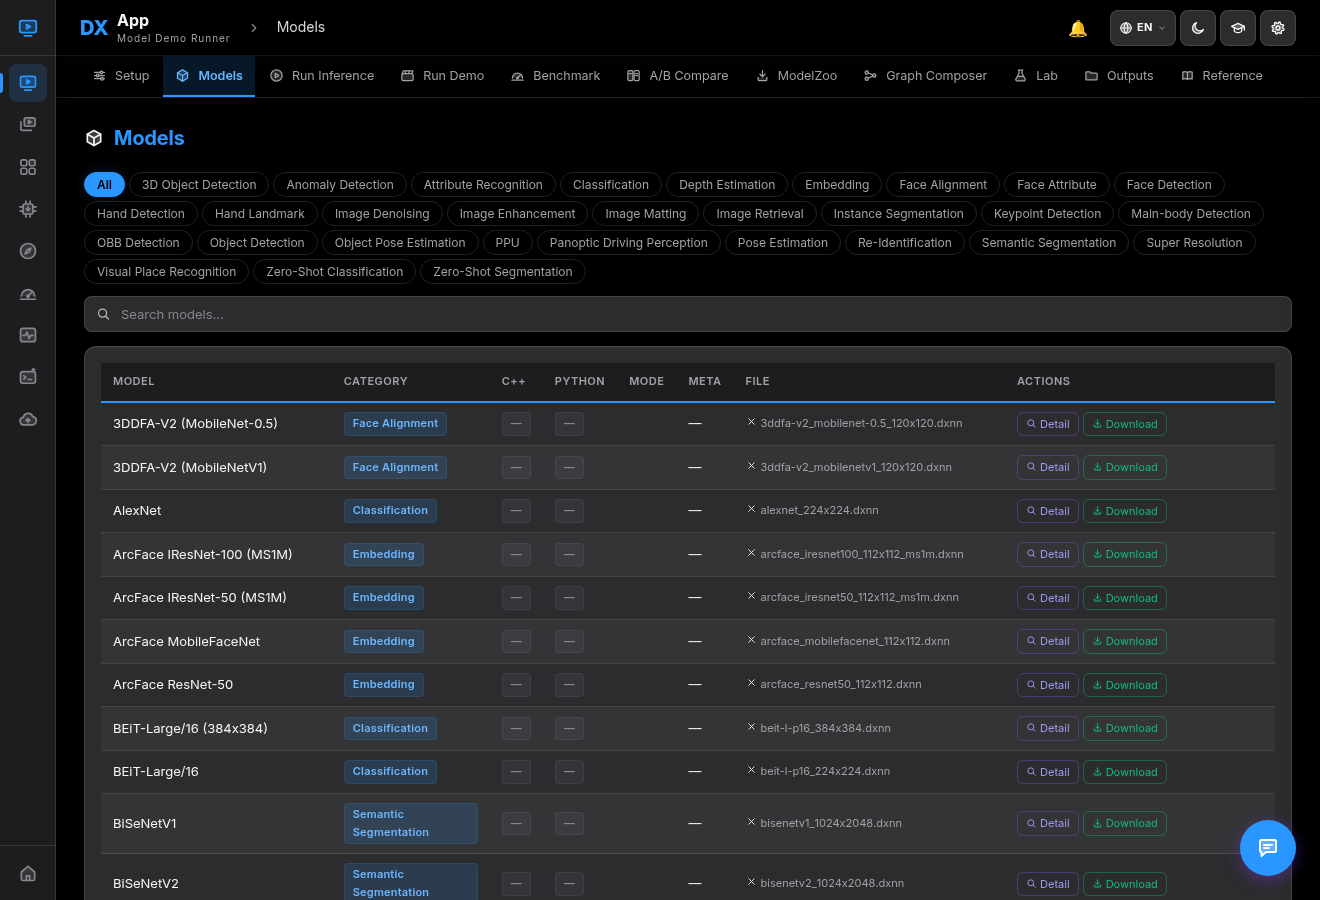 DX App
Model Demo Runner
Models
EN
Setup
Models
Run Inference
Run Demo
Benchmark
A/B Compare
ModelZoo
Graph Composer
Lab
Outputs
Reference
Models
All
3D Object Detection
Anomaly Detection
Attribute Recognition
Classification
Depth Estimation
Embedding
Face Alignment
Face Attribute
Face Detection
Hand Detection
Hand Landmark
Image Denoising
Image Enhancement
Image Matting
Image Retrieval
Instance Segmentation
Keypoint Detection
Main-body Detection
OBB Detection
Object Detection
Object Pose Estimation
PPU
Panoptic Driving Perception
Pose Estimation
Re-Identification
Semantic Segmentation
Super Resolution
Visual Place Recognition
Zero-Shot Classification
Zero-Shot Segmentation
Search models...
MODEL CATEGORY C++ PYTHON MODE META FILE ACTIONS
3DDFA-V2 (MobileNet-0.5) Face Alignment — — — × 3ddfa-v2_mobilenet-0.5_120x120.dxnn Detail Download
3DDFA-V2 (MobileNetV1) Face Alignment — — — × 3ddfa-v2_mobilenetv1_120x120.dxnn Detail Download
AlexNet Classification — — — × alexnet_224x224.dxnn Detail Download
ArcFace IResNet-100 (MS1M) Embedding — — — × arcface_iresnet100_112x112_ms1m.dxnn Detail Download
ArcFace IResNet-50 (MS1M) Embedding — — — × arcface_iresnet50_112x112_ms1m.dxnn Detail Download
ArcFace MobileFaceNet Embedding — — — × arcface_mobilefacenet_112x112.dxnn Detail Download
ArcFace ResNet-50 Embedding — — — × arcface_resnet50_112x112.dxnn Detail Download
BEiT-Large/16 (384x384) Classification — — — × beit-l-p16_384x384.dxnn Detail Download
BEiT-Large/16 Classification — — — × beit-l-p16_224x224.dxnn Detail Download
BiSeNetV1 Semantic Segmentation — — — × bisenetv1_1024x2048.dxnn Detail Download
BiSeNetV2 Semantic Segmentation — — — × bisenetv2_1024x2048.dxnn Detail Download